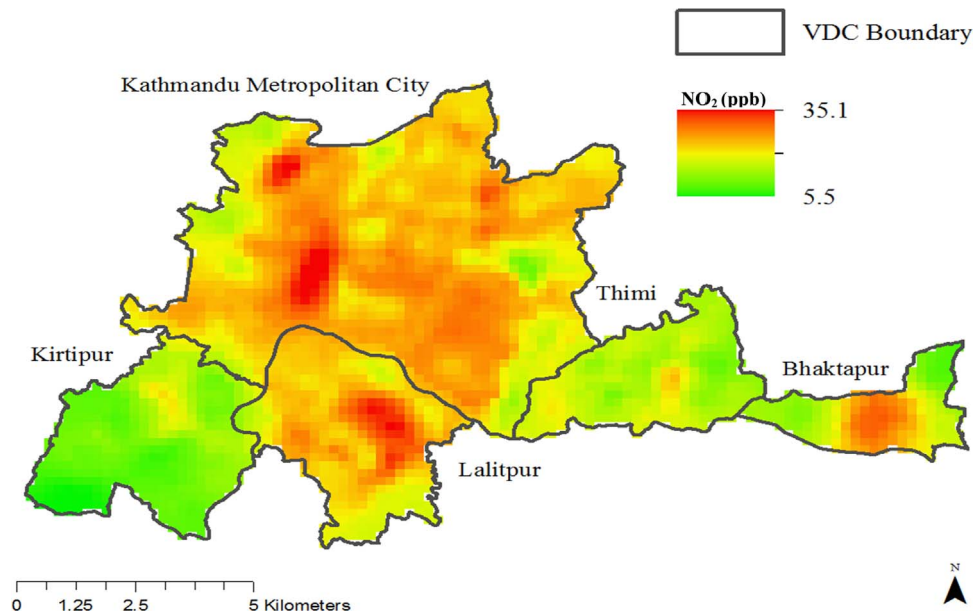 VDC Boundary
Kathmandu Metropolitan City
NO₂ (ppb)
35.1
5.5
Thimi
Kirtipur
Bhaktapur
Lalitpur
N
0 1.25 2.5 5 Kilometers